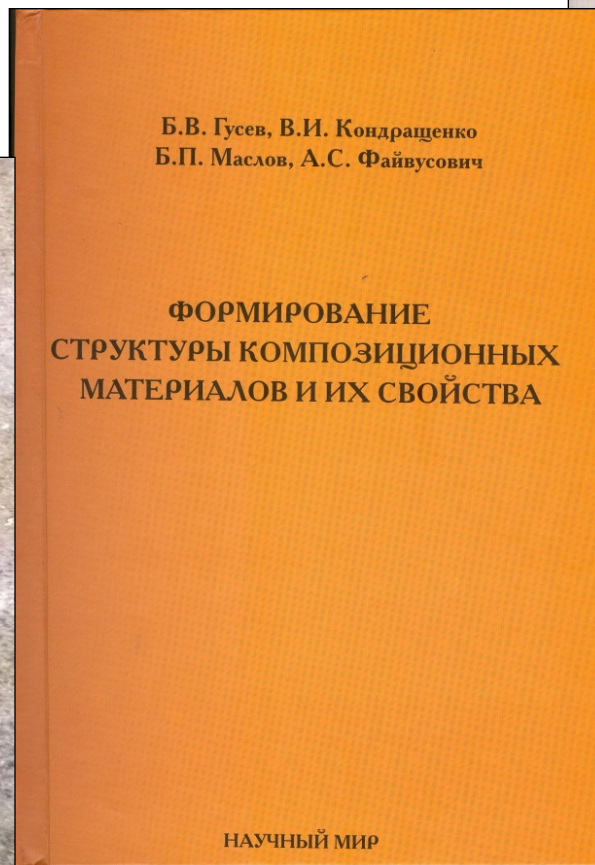 Б.В. Гусев, В.И. Кондращенко
Б.П. Маслов, А.С. Файвусович
ФОРМИРОВАНИЕ
СТРУКТУРЫ КОМПОЗИЦИОННЫХ
МАТЕРИАЛОВ И ИХ СВОЙСТВА
НАУЧНЫЙ МИР